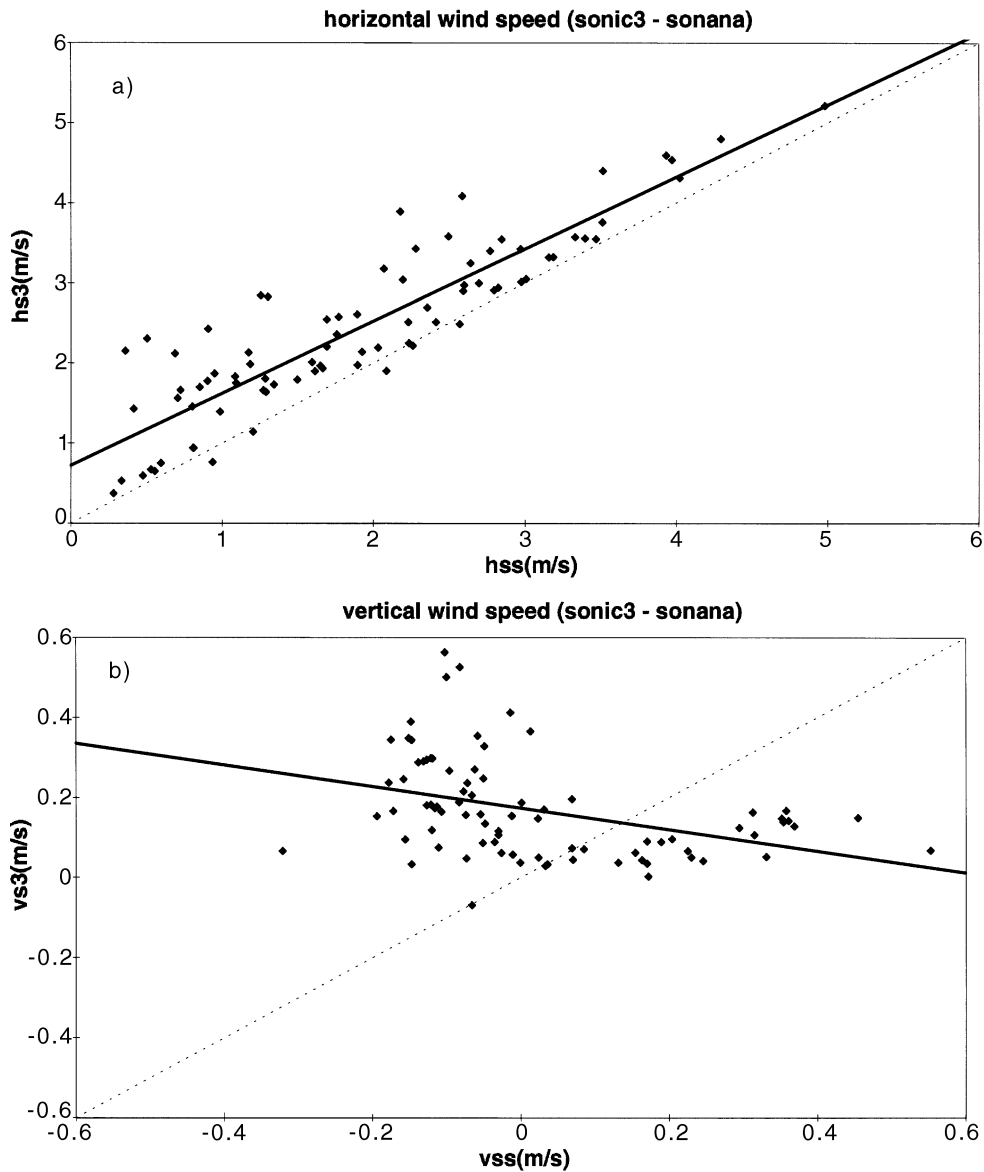 horizontal wind speed (sonic3 - sonana)
a)
6
5
4
3
2
1
0
hs3(m/s)
0 1 2 3 4 5 6
hss(m/s)
vertical wind speed (sonic3 - sonana)
b)
0.6
0.4
0.2
0
-0.2
-0.4
-0.6
vs3(m/s)
-0.6 -0.4 -0.2 0 0.2 0.4 0.6
vss(m/s)